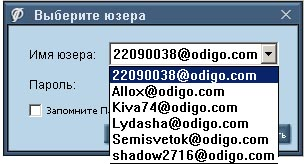 Выберите юзера
Имя юзера: 22090038@odigo.com
22090038@odigo.com
Allox@odigo.com
Пароль: Kiva74@odigo.com
Lydasha@odigo.com
Запомните
Semisvetok@odigo.com
shadow2716@odigo.com